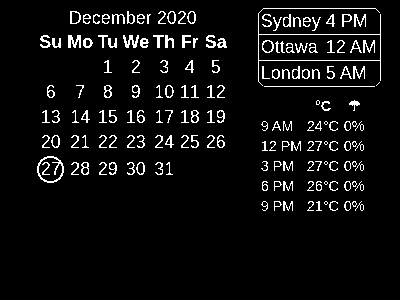 December 2020
Su Mo Tu We Th Fr Sa
1 2 3 4 5
6 7 8 9 10 11 12
13 14 15 16 17 18 19
20 21 22 23 24 25 26
27 28 29 30 31
Sydney 4 PM
Ottawa 12 AM
London 5 AM
°C ☂
9 AM 24°C 0%
12 PM 27°C 0%
3 PM 27°C 0%
6 PM 26°C 0%
9 PM 21°C 0%